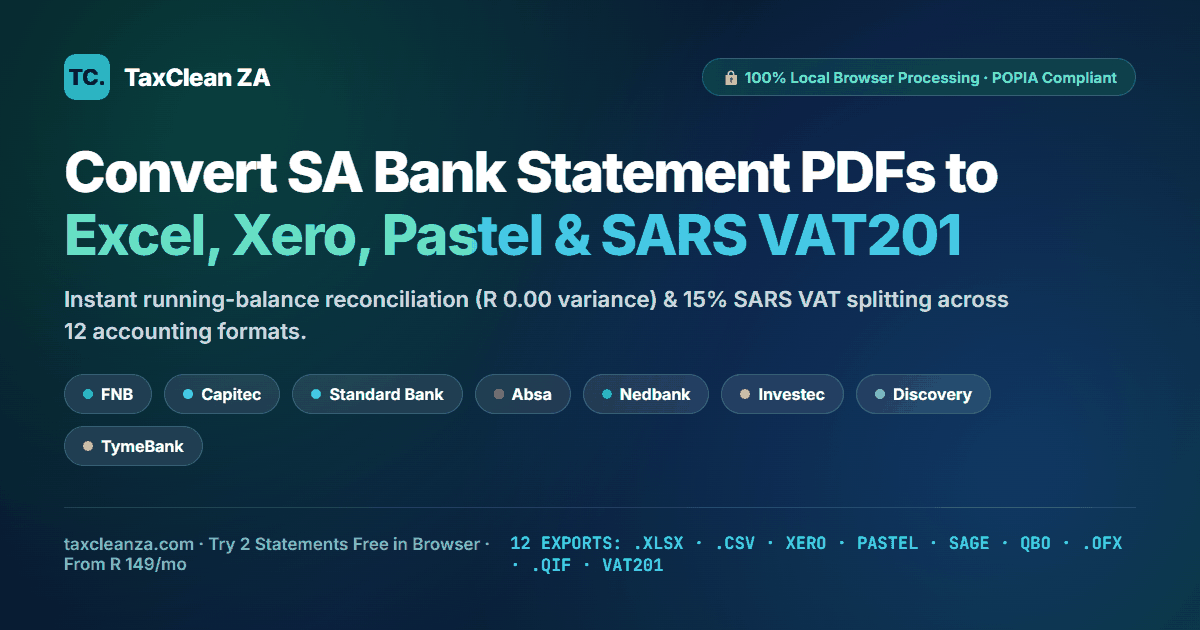 TC. TaxClean ZA
🔒 100% Local Browser Processing · POPIA Compliant
Convert SA Bank Statement PDFs to
Excel, Xero, Pastel & SARS VAT201
Instant running-balance reconciliation (R 0.00 variance) & 15% SARS VAT splitting across
12 accounting formats.
FNB
Capitec
Standard Bank
Absa
Nedbank
Investec
Discovery
TymeBank
taxcleanza.com · Try 2 Statements Free in Browser ·
From R 149/mo
12 EXPORTS: .XLSX · .CSV · XERO · PASTEL · SAGE · QBO · .OFX
· .QIF · VAT201